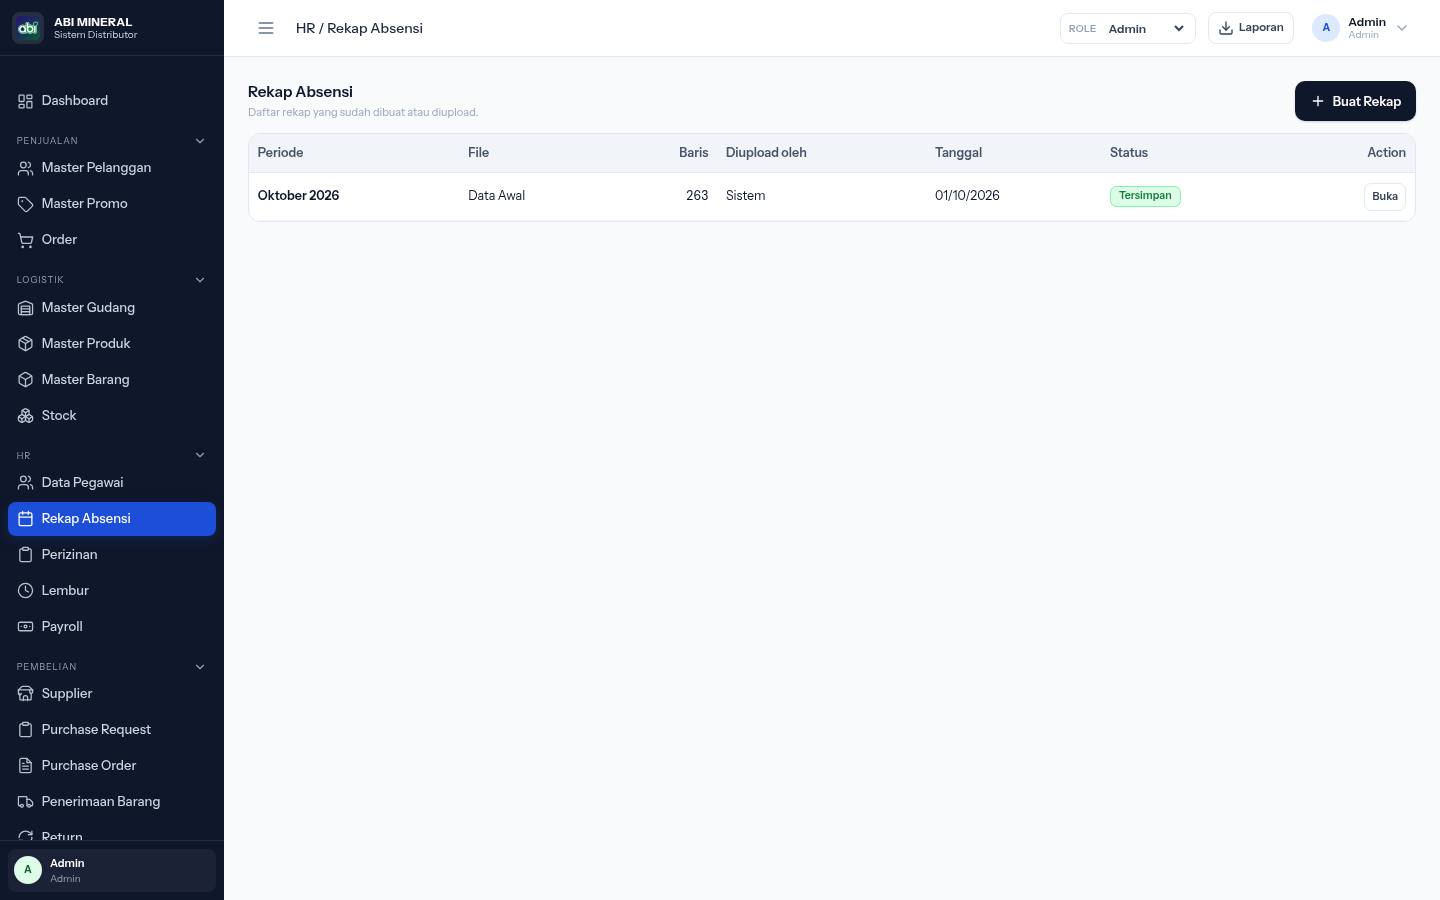 abi
ABI MINERAL
Sistem Distributor
HR / Rekap Absensi
ROLE Admin
Laporan
A
Admin
Admin
Dashboard
PENJUALAN
Master Pelanggan
Master Promo
Order
LOGISTIK
Master Gudang
Master Produk
Master Barang
Stock
HR
Data Pegawai
Rekap Absensi
Perizinan
Lembur
Payroll
PEMBELIAN
Supplier
Purchase Request
Purchase Order
Penerimaan Barang
Return
A
Admin
Admin
Rekap Absensi
Daftar rekap yang sudah dibuat atau diupload.
Buat Rekap
Periode File Baris Diupload oleh Tanggal Status Action
Oktober 2026 Data Awal 263 Sistem 01/10/2026 Tersimpan Buka